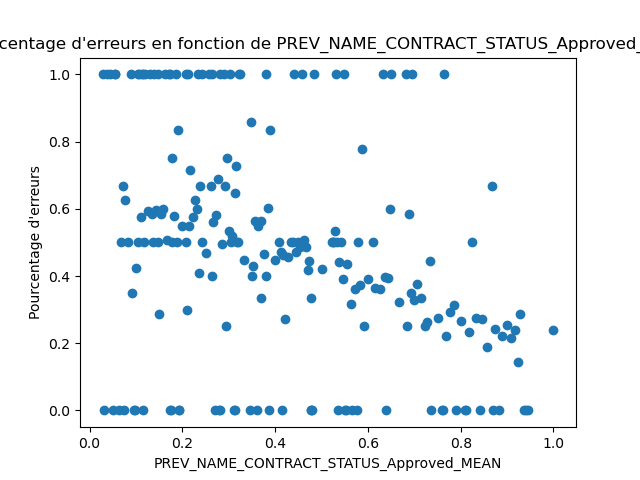 centage d'erreurs en fonction de PREV_NAME_CONTRACT_STATUS_Approved_
1.0
0.8
0.6
0.4
0.2
0.0
Pourcentage d'erreurs
0.0 0.2 0.4 0.6 0.8 1.0
PREV_NAME_CONTRACT_STATUS_Approved_MEAN